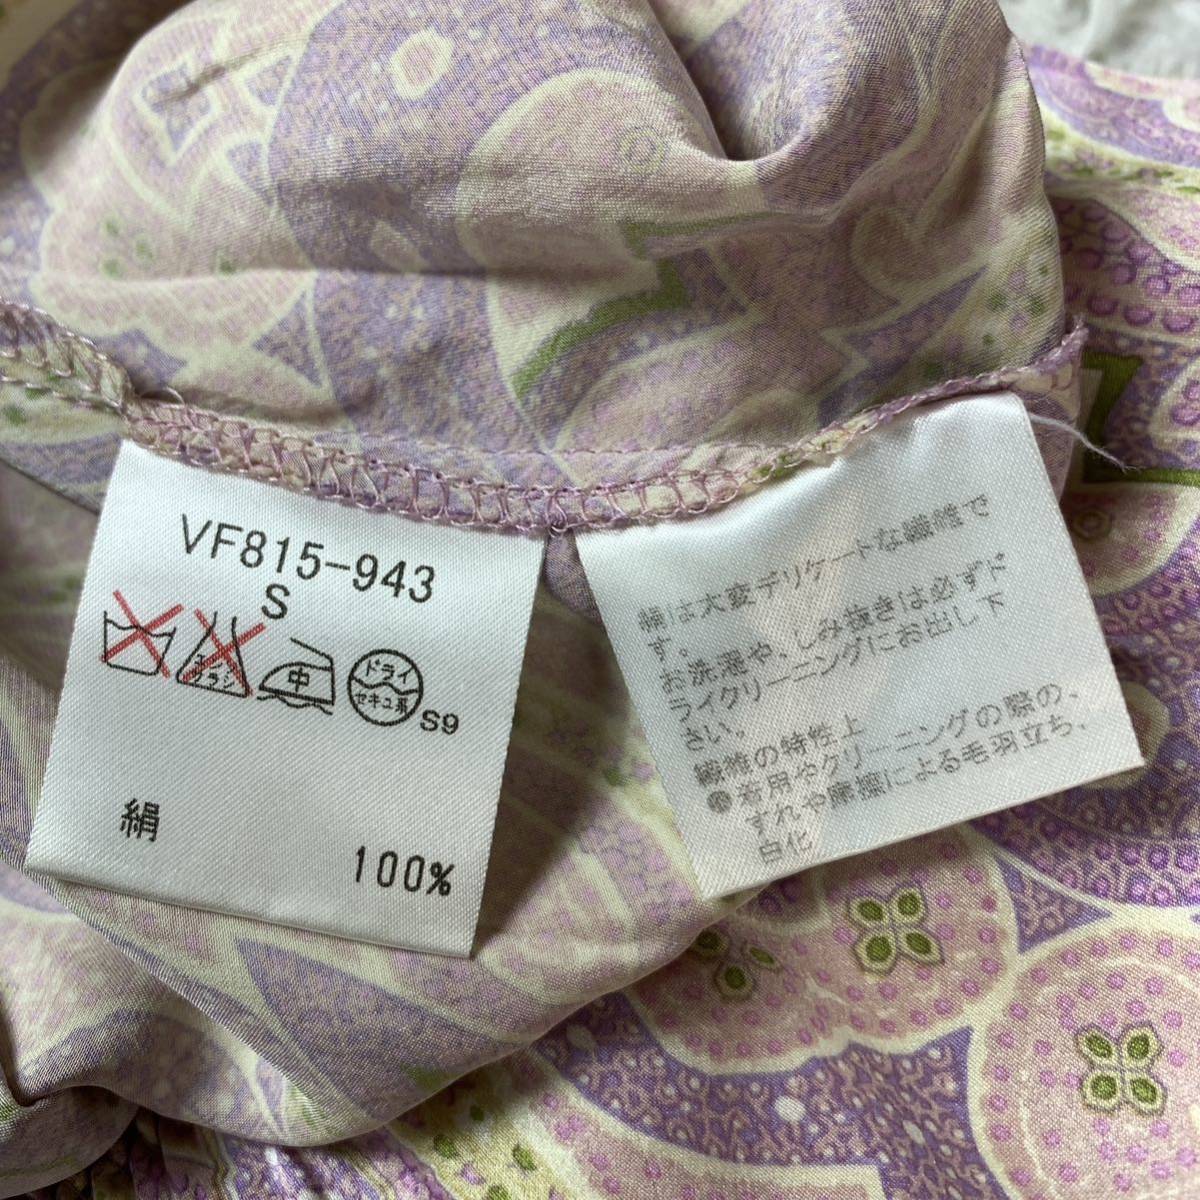 VF815-943
S
エンソ
サラシ
中
ドライ
セキユ系
S9
絹
100%
絹は大変デリケートな繊維で
す。
お洗濯や、しみ抜きは必ずド
ライクリーニングにお出し下
さい。
繊維の特性上
●着用やクリーニングの際の、
すれや摩擦による毛羽立ち、
白化